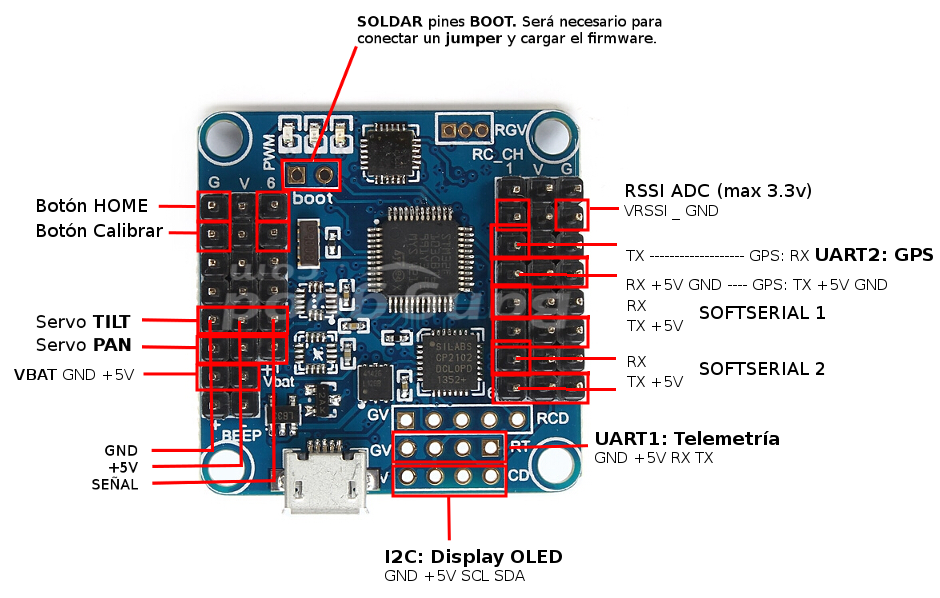 SOLDAR pines BOOT. Será necesario para
conectar un jumper y cargar el firmware.
PWM
RGV
RC_CH
G V 6
1 V G
boot
Botón HOME
Botón Calibrar
RSSI ADC (max 3.3v)
VRSSI _ GND
TX ------------------- GPS: RX UART2: GPS
RX +5V GND ---- GPS: TX +5V GND
RX
TX +5V
SOFTSERIAL 1
RX
TX +5V
SOFTSERIAL 2
Servo TILT
Servo PAN
VBAT GND +5V
SILABS
CP2102
DCL0PD
1352+
Vbat
GV
RCD
+ -
BEEP
GV
RT
V
CD
GND
+5V
SEÑAL
UART1: Telemetría
GND +5V RX TX
I2C: Display OLED
GND +5V SCL SDA